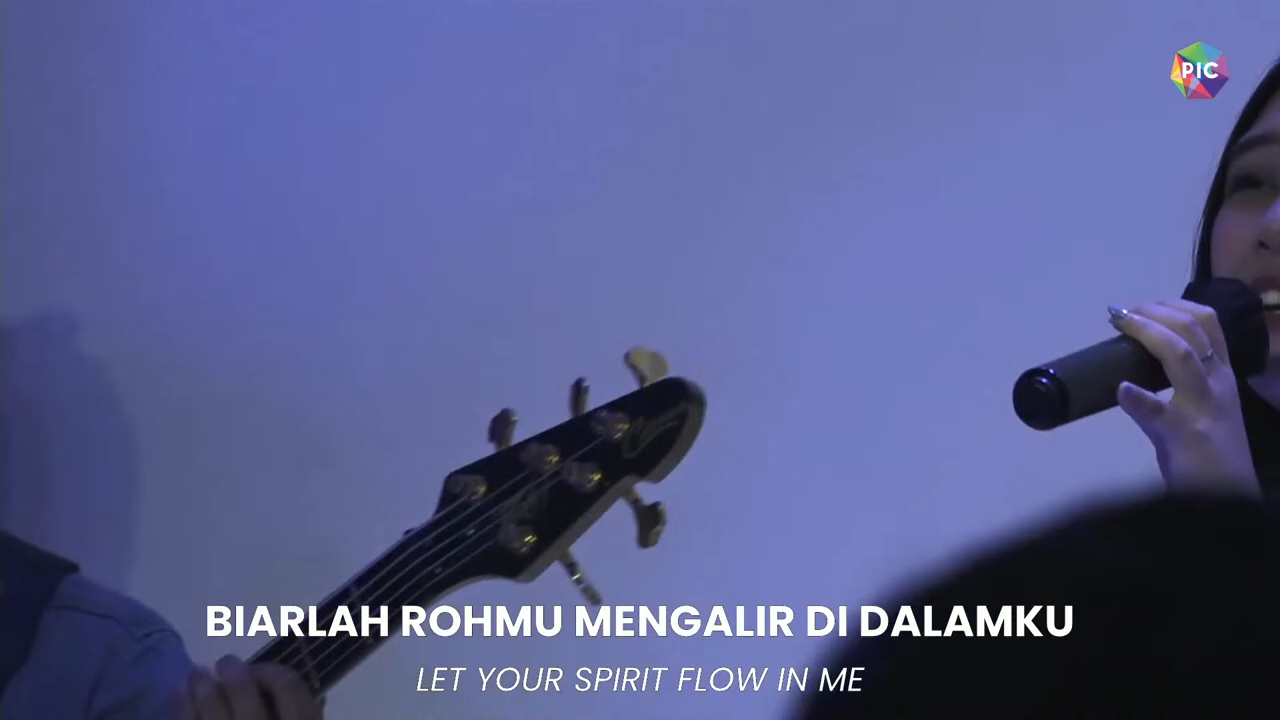 PIC
BIARLAH ROHMU MENGALIR DI DALAMKU
LET YOUR SPIRIT FLOW IN ME